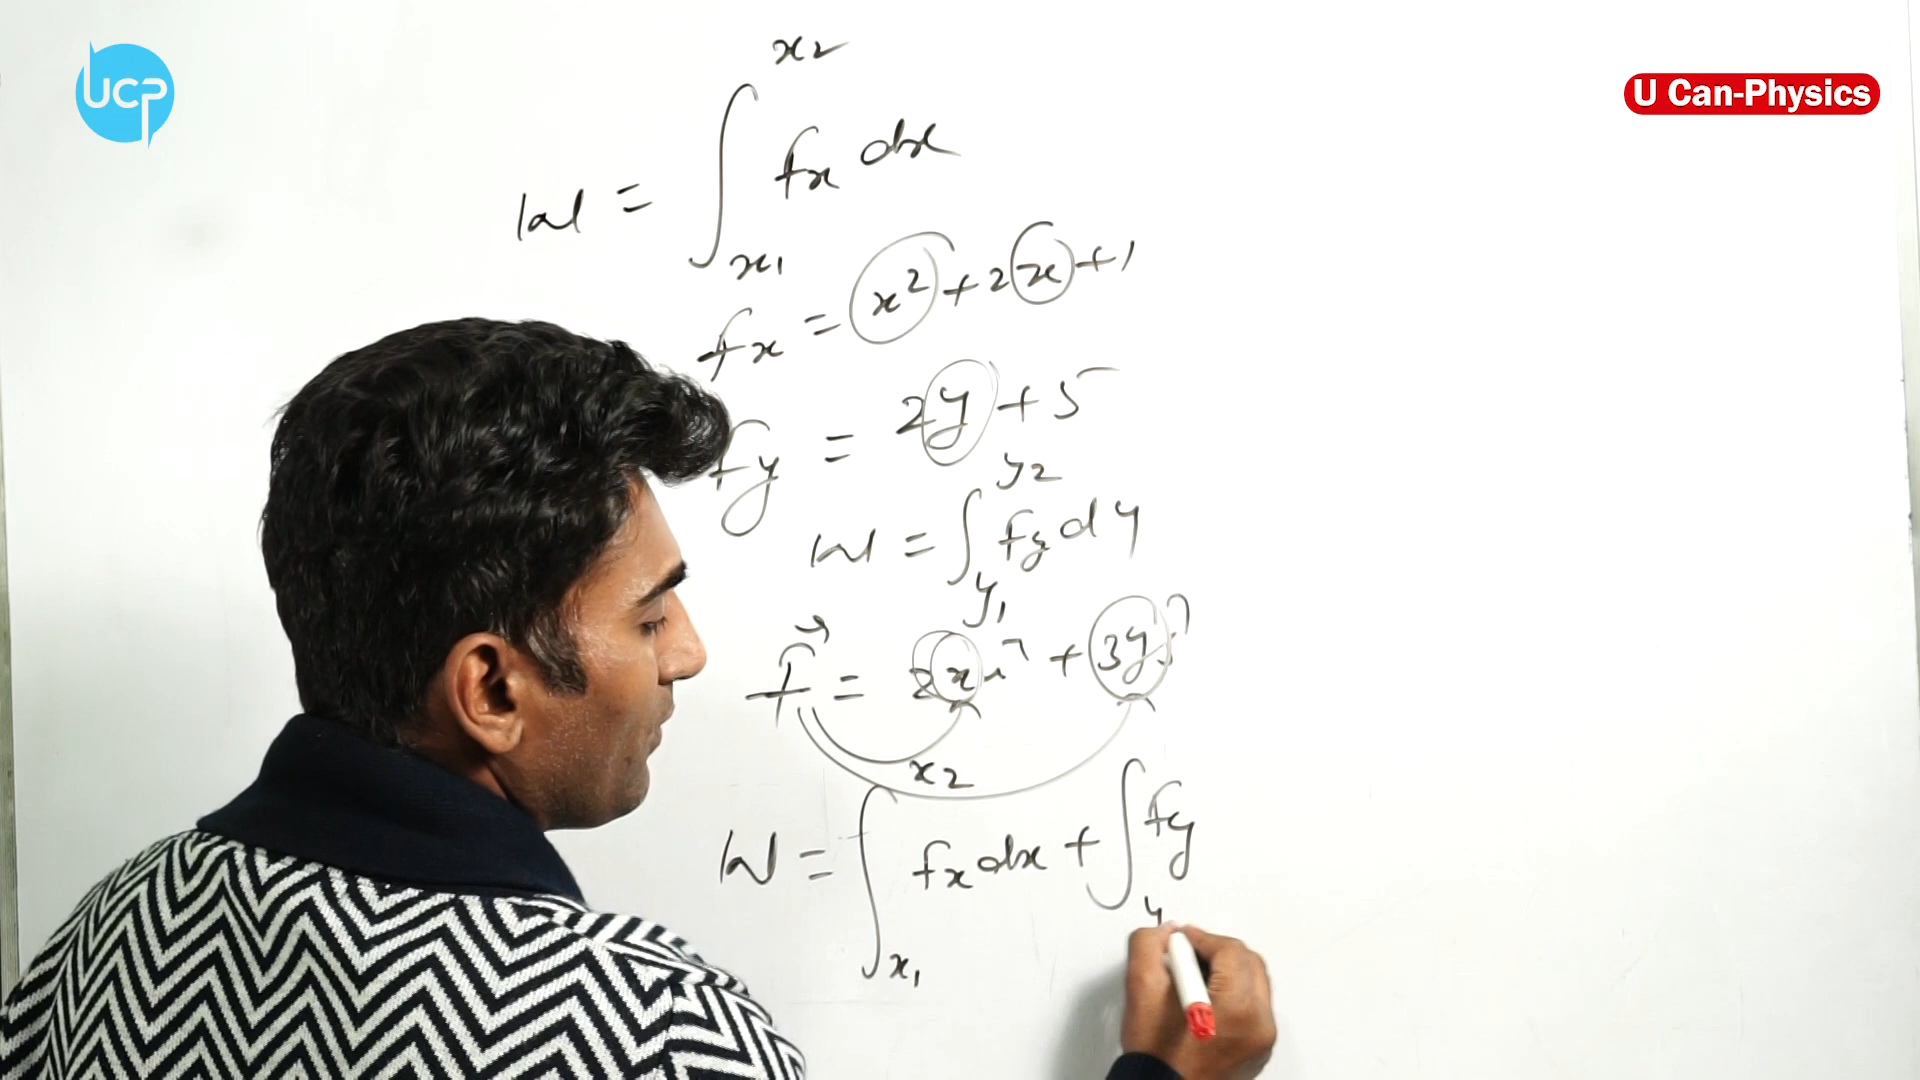 UCP
U Can-Physics
W = ∫_{x1}^{x2} fx dx
fx = x² + 2x + 1
fy = 2y + 5
W = ∫_{y1}^{y2} fy dy
f⃗ = 2x i^ + 3y j^
W = ∫_{x1}^{x2} fx dx + ∫_{y} fy